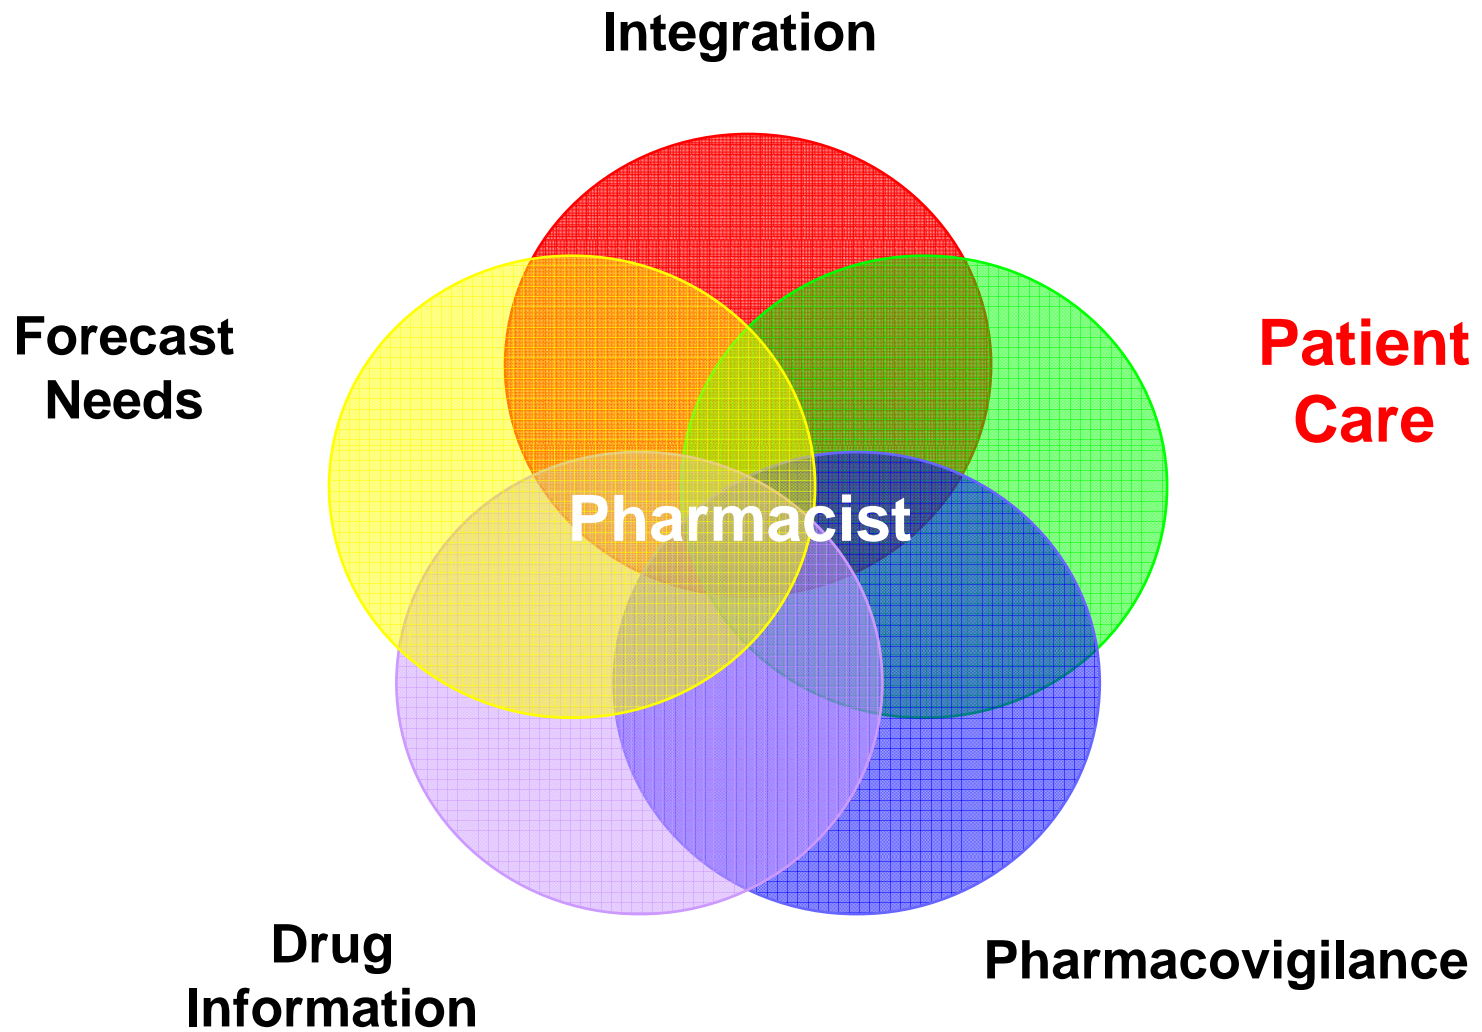 Integration
Forecast
Needs
Patient
Care
Pharmacist
Drug
Information
Pharmacovigilance